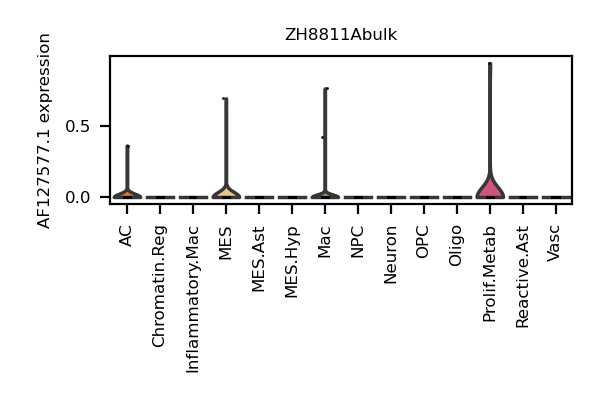 ZH8811Abulk
AF127577.1 expression
0.5
0.0
AC
Chromatin.Reg
Inflammatory.Mac
MES
MES.Ast
MES.Hyp
Mac
NPC
Neuron
OPC
Oligo
Prolif.Metab
Reactive.Ast
Vasc